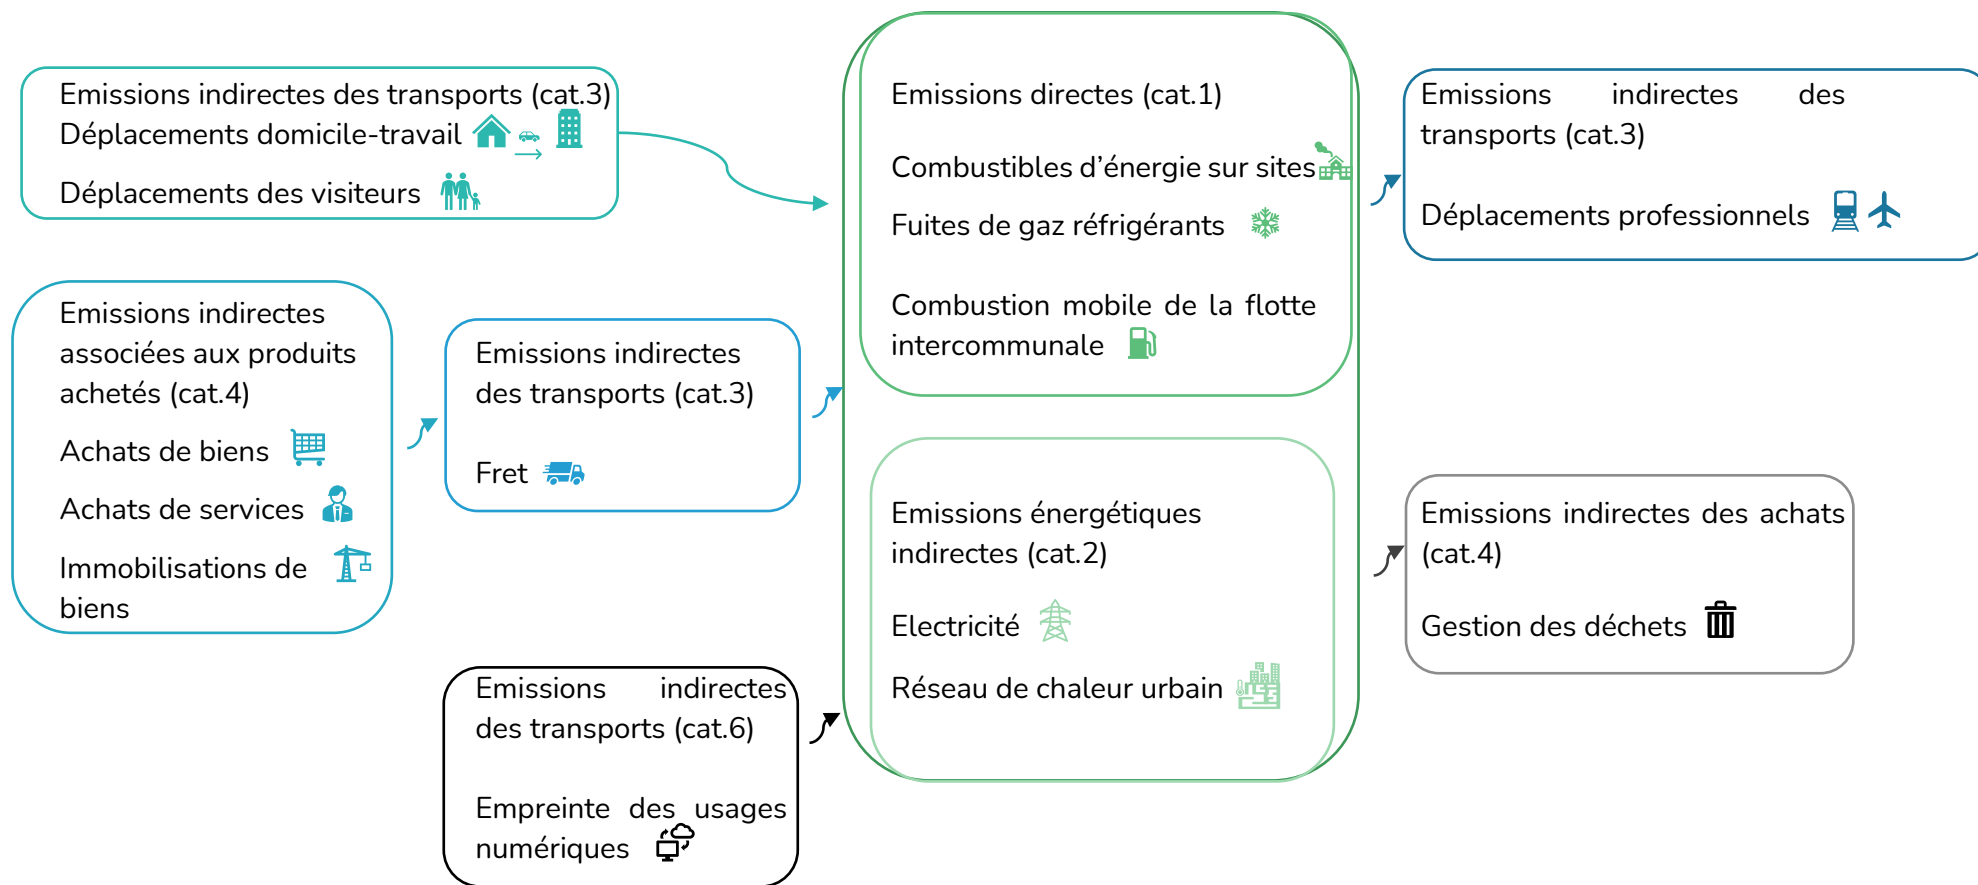 Emissions indirectes des transports (cat.3)
Déplacements domicile-travail
Déplacements des visiteurs
Emissions indirectes
associées aux produits
achetés (cat.4)
Achats de biens
Achats de services
Immobilisations de
biens
Emissions indirectes
des transports (cat.3)
Fret
Emissions indirectes
des transports (cat.6)
Empreinte des usages
numériques
Emissions directes (cat.1)
Combustibles d’énergie sur sites
Fuites de gaz réfrigérants
Combustion mobile de la flotte
intercommunale
Emissions énergétiques
indirectes (cat.2)
Electricité
Réseau de chaleur urbain
Emissions indirectes des
transports (cat.3)
Déplacements professionnels
Emissions indirectes des achats
(cat.4)
Gestion des déchets